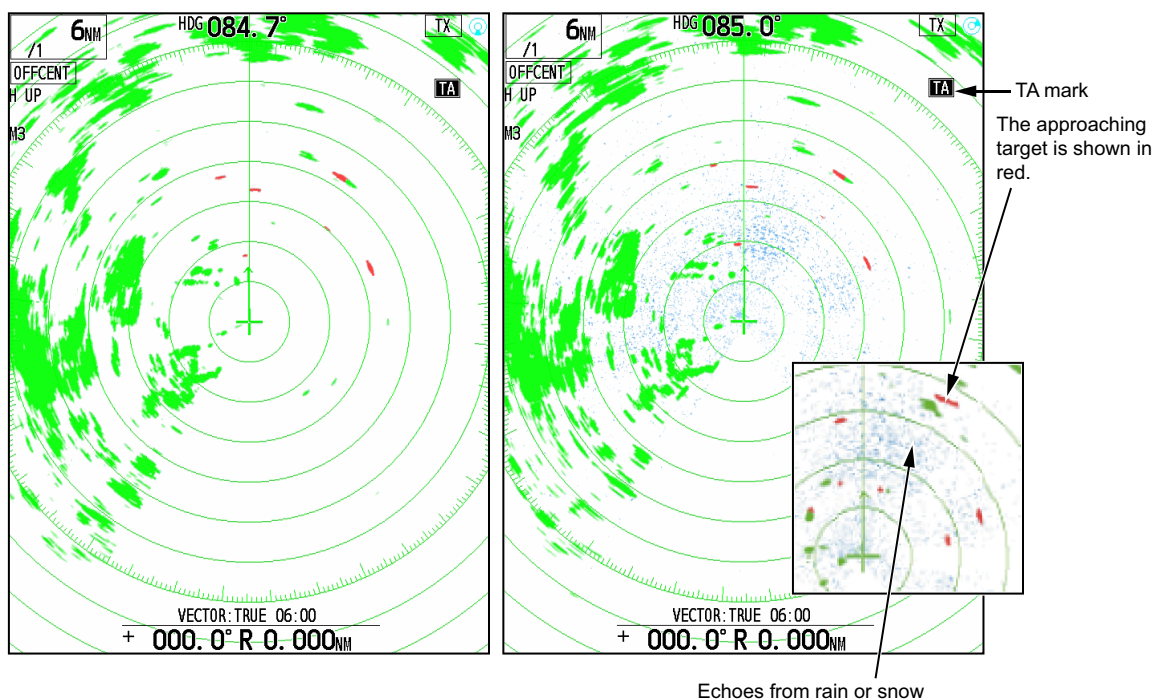 6NM
/1
HDG 084.7°
TX
OFFCENT
H UP
TA
M3
VECTOR:TRUE 06:00
+ 000.0° R 0.000NM
6NM
/1
HDG 085.0°
TX
OFFCENT
H UP
TA
M3
VECTOR:TRUE 06:00
+ 000.0° R 0.000NM
TA mark
The approaching
target is shown in
red.
Echoes from rain or snow